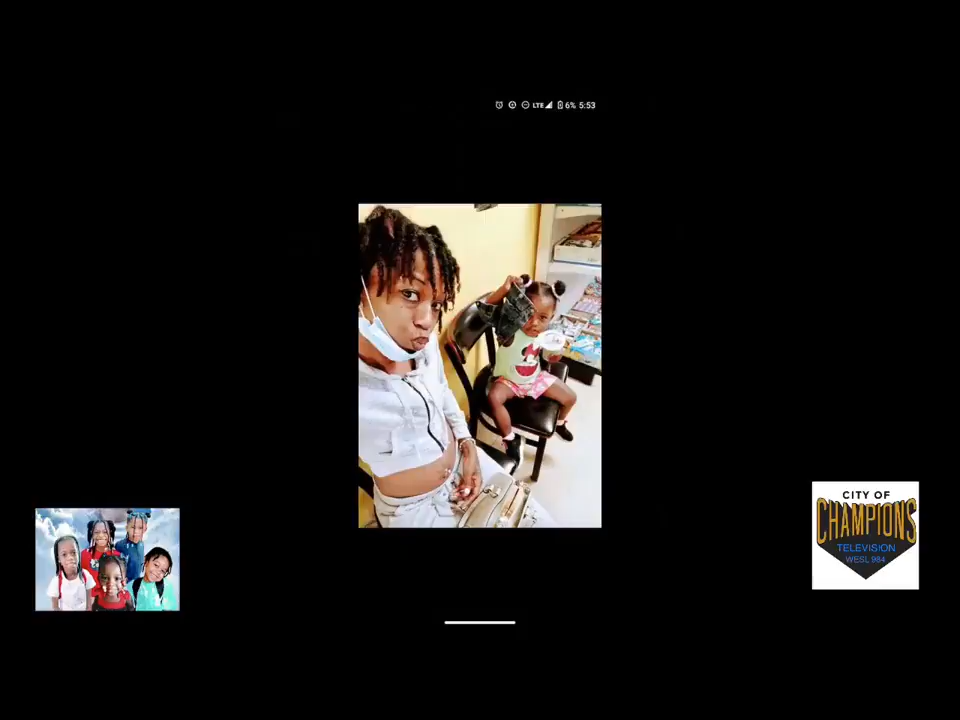 LTE 6% 5:53
CITY OF
CHAMPIONS
TELEVISION
WESL 984